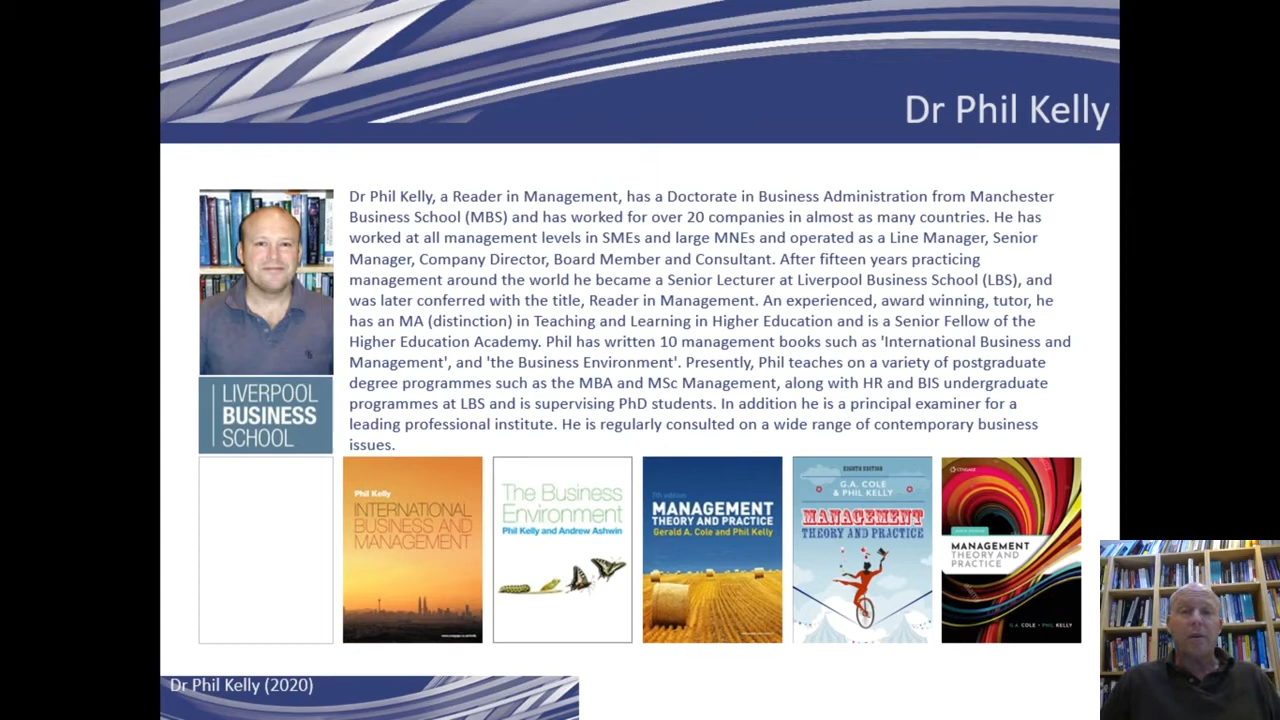 Dr Phil Kelly
Dr Phil Kelly, a Reader in Management, has a Doctorate in Business Administration from Manchester
Business School (MBS) and has worked for over 20 companies in almost as many countries. He has
worked at all management levels in SMEs and large MNEs and operated as a Line Manager, Senior
Manager, Company Director, Board Member and Consultant. After fifteen years practicing
management around the world he became a Senior Lecturer at Liverpool Business School (LBS), and
was later conferred with the title, Reader in Management. An experienced, award winning, tutor, he
has an MA (distinction) in Teaching and Learning in Higher Education and is a Senior Fellow of the
Higher Education Academy. Phil has written 10 management books such as 'International Business and
Management', and 'the Business Environment'. Presently, Phil teaches on a variety of postgraduate
degree programmes such as the MBA and MSc Management, along with HR and BIS undergraduate
programmes at LBS and is supervising PhD students. In addition he is a principal examiner for a
leading professional institute. He is regularly consulted on a wide range of contemporary business
issues.
LIVERPOOL
BUSINESS
SCHOOL
Phil Kelly
INTERNATIONAL
BUSINESS AND
MANAGEMENT
The Business
Environment
Phil Kelly and Andrew Ashwin
7th edition
MANAGEMENT
THEORY AND PRACTICE
Gerald A. Cole and Phil Kelly
EIGHTH EDITION
G.A. COLE
& PHIL KELLY
MANAGEMENT
THEORY AND PRACTICE
CENGAGE
MANAGEMENT
THEORY AND
PRACTICE
G.A. COLE • PHIL KELLY
Dr Phil Kelly (2020)